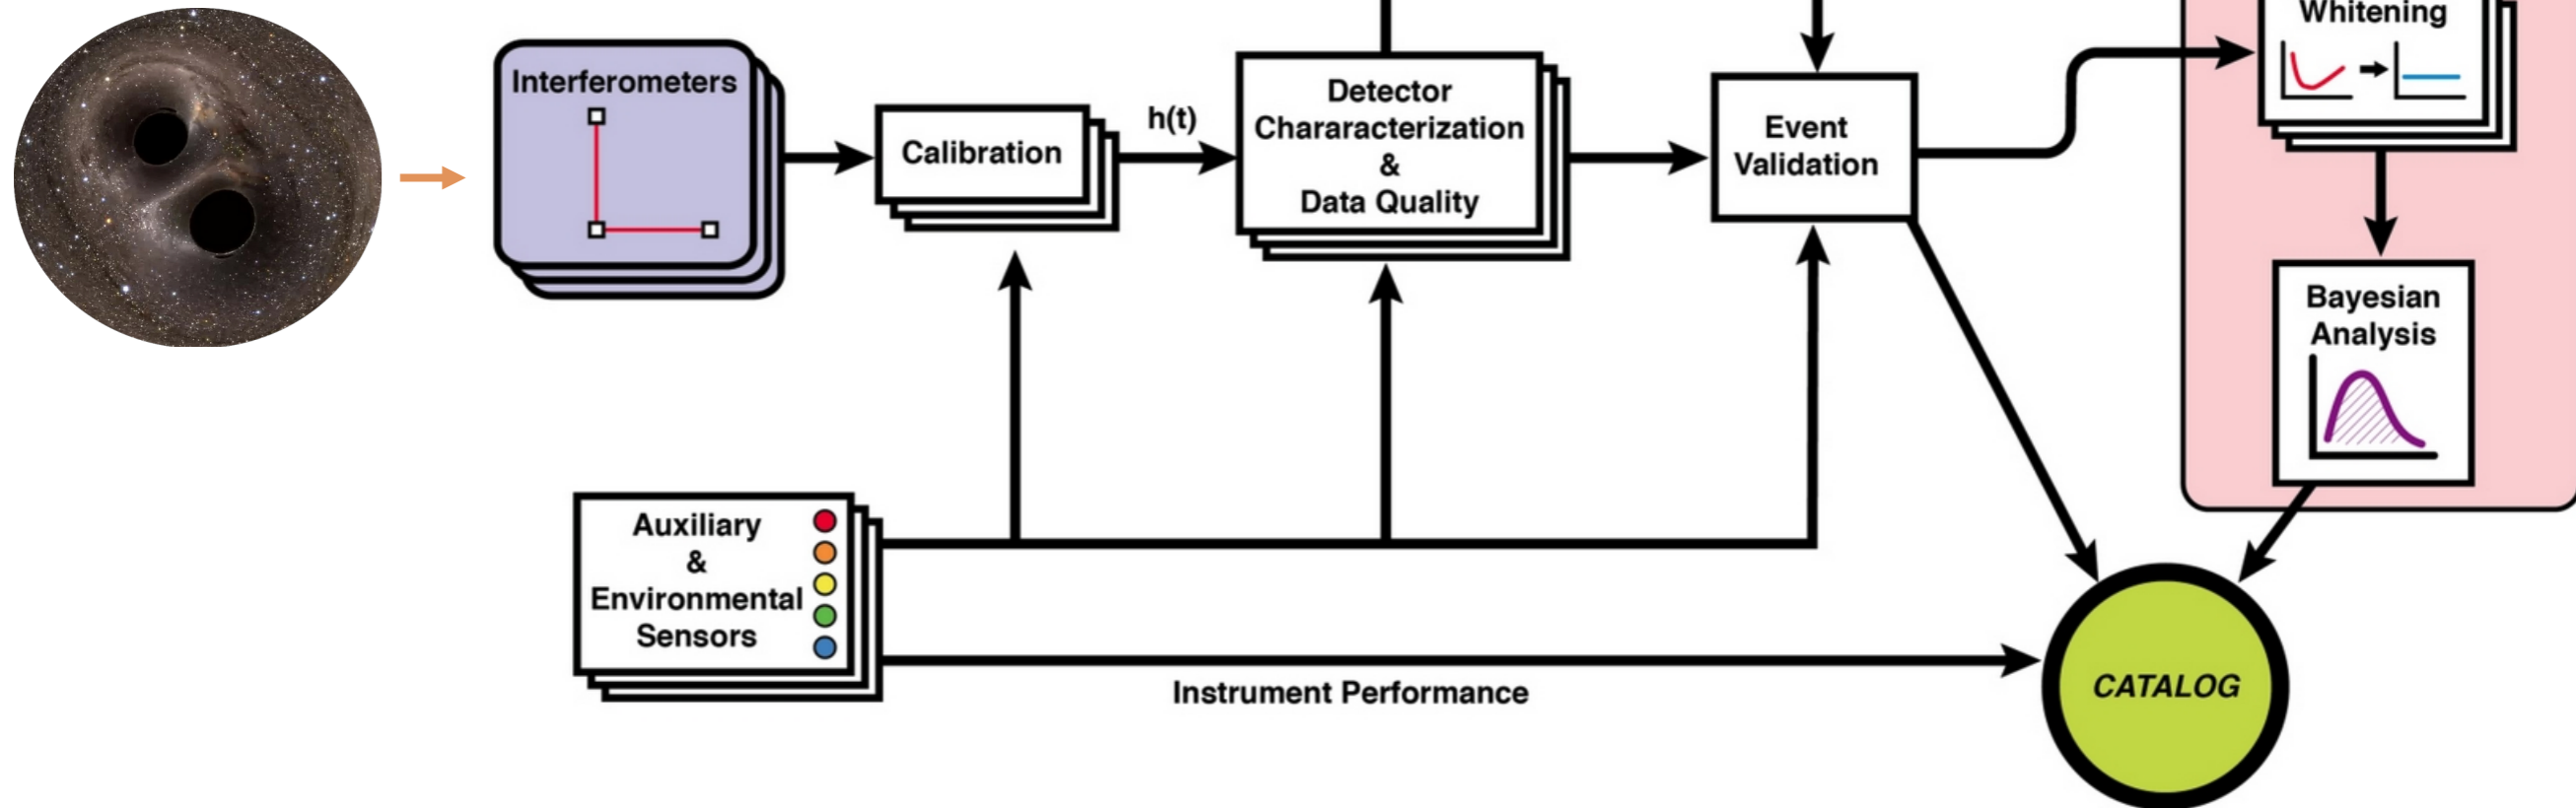 Interferometers
Calibration
h(t)
Detector
Chararacterization
&
Data Quality
Event
Validation
Whitening
Bayesian
Analysis
Auxiliary
&
Environmental
Sensors
Instrument Performance
CATALOG